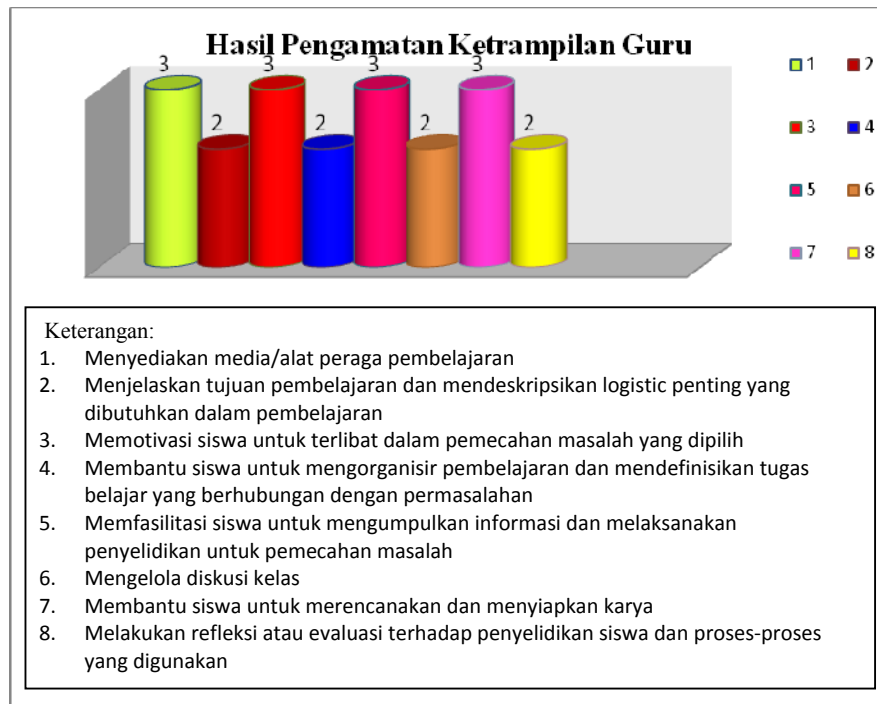 Hasil Pengamatan Ketrampilan Guru
3 2 3 2 3 2 3 2
1 2
3 4
5 6
7 8
Keterangan:
1. Menyediakan media/alat peraga pembelajaran
2. Menjelaskan tujuan pembelajaran dan mendeskripsikan logistic penting yang
dibutuhkan dalam pembelajaran
3. Memotivasi siswa untuk terlibat dalam pemecahan masalah yang dipilih
4. Membantu siswa untuk mengorganisir pembelajaran dan mendefinisikan tugas
belajar yang berhubungan dengan permasalahan
5. Memfasilitasi siswa untuk mengumpulkan informasi dan melaksanakan
penyelidikan untuk pemecahan masalah
6. Mengelola diskusi kelas
7. Membantu siswa untuk merencanakan dan menyiapkan karya
8. Melakukan refleksi atau evaluasi terhadap penyelidikan siswa dan proses-proses
yang digunakan